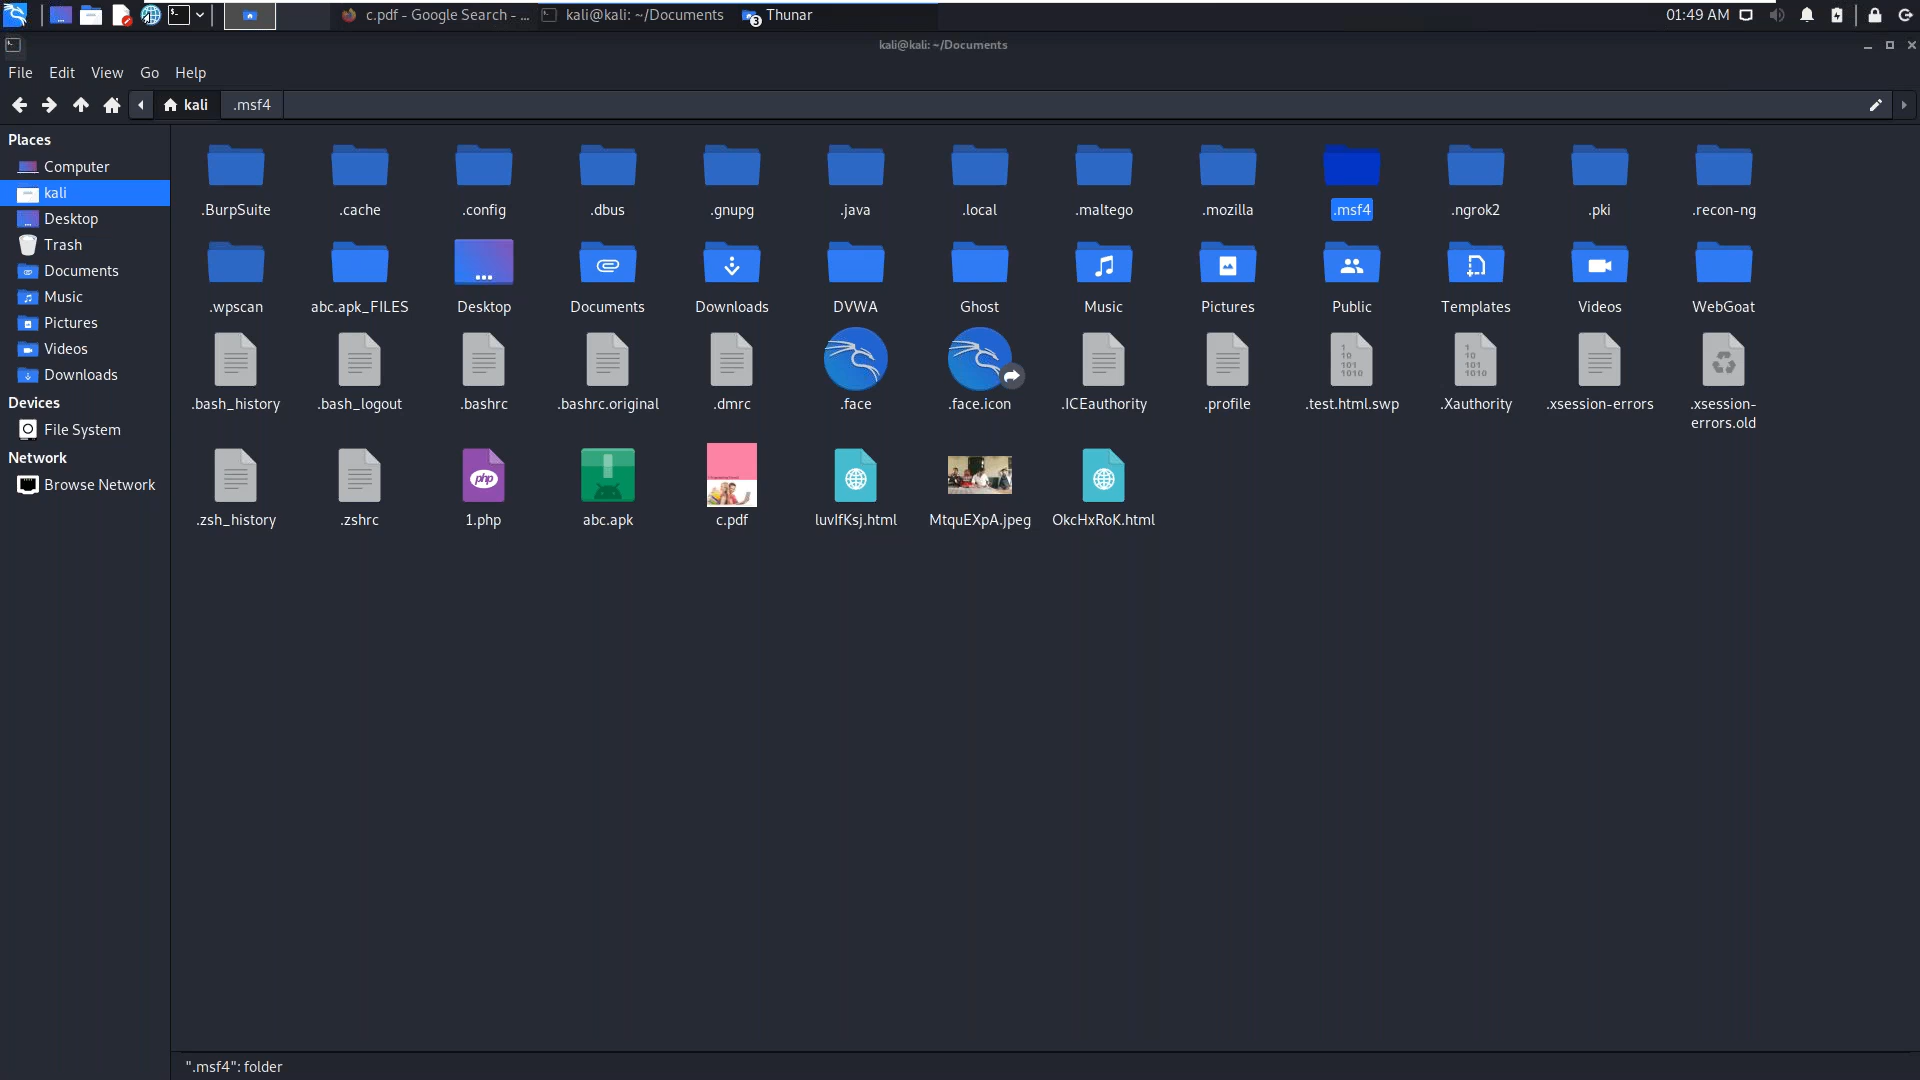 c.pdf - Google Search - ...
kali@kali: ~/Documents
Thunar
01:49 AM
kali@kali: ~/Documents
File Edit View Go Help
kali .msf4
Places
Computer
kali
Desktop
Trash
Documents
Music
Pictures
Videos
Downloads
Devices
File System
Network
Browse Network
.BurpSuite .cache .config .dbus .gnupg .java .local .maltego .mozilla .msf4 .ngrok2 .pki .recon-ng
.wpscan abc.apk_FILES Desktop Documents Downloads DVWA Ghost Music Pictures Public Templates Videos WebGoat
.bash_history .bash_logout .bashrc .bashrc.original .dmrc .face .face.icon .ICEauthority .profile .test.html.swp .Xauthority .xsession-errors .xsession-
errors.old
php
.zsh_history .zshrc 1.php abc.apk c.pdf luvIfKsj.html MtquEXpA.jpeg OkcHxRoK.html
".msf4": folder